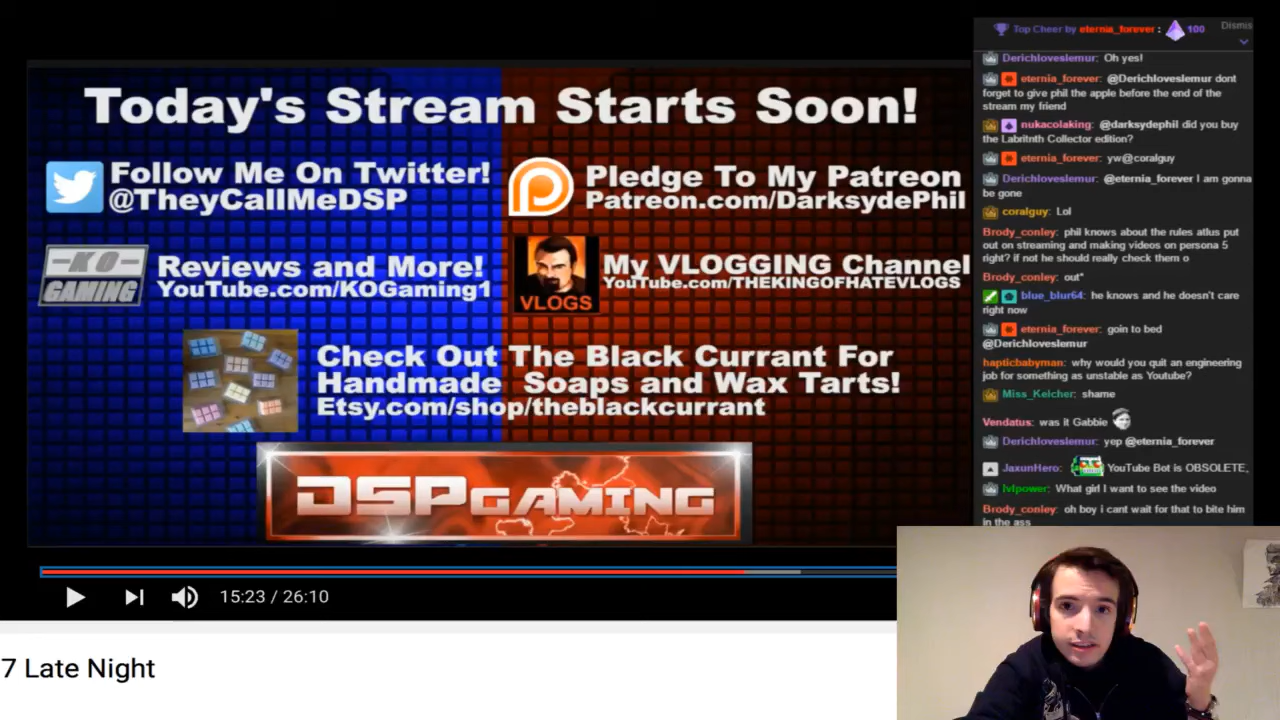 Today's Stream Starts Soon!
Follow Me On Twitter!
@TheyCallMeDSP
Pledge To My Patreon
Patreon.com/DarksydePhil
-KO-
GAMING
Reviews and More!
YouTube.com/KOGaming1
VLOGS
My VLOGGING Channel
YouTube.com/THEKINGOFHATEVLOGS
Check Out The Black Currant For
Handmade Soaps and Wax Tarts!
Etsy.com/shop/theblackcurrant
DSPGAMING
15:23 / 26:10
7 Late Night
Top Cheer by eternia_forever : 100
Dismis
Derichloveslemur: Oh yes!
eternia_forever: @Derichloveslemur dont
forget to give phil the apple before the end of the
stream my friend
nukacolaking: @darksydephil did you buy
the Labritnth Collector edition?
eternia_forever: yw@coralguy
Derichloveslemur: @eternia_forever I am gonna
be gone
coralguy: Lol
Brody_conley: phil knows about the rules atlus put
out on streaming and making videos on persona 5
right? if not he should really check them o
Brody_conley: out*
blue_blur64: he knows and he doesn't care
right now
eternia_forever: goin to bed
@Derichloveslemur
hapticbabyman: why would you quit an engineering
job for something as unstable as Youtube?
Miss_Kelcher: shame
Vendatus: was it Gabbie
Derichloveslemur: yep @eternia_forever
JaxunHero: YouTube Bot is OBSOLETE,
lvlpower: What girl I want to see the video
Brody_conley: oh boy i cant wait for that to bite him
in the ass